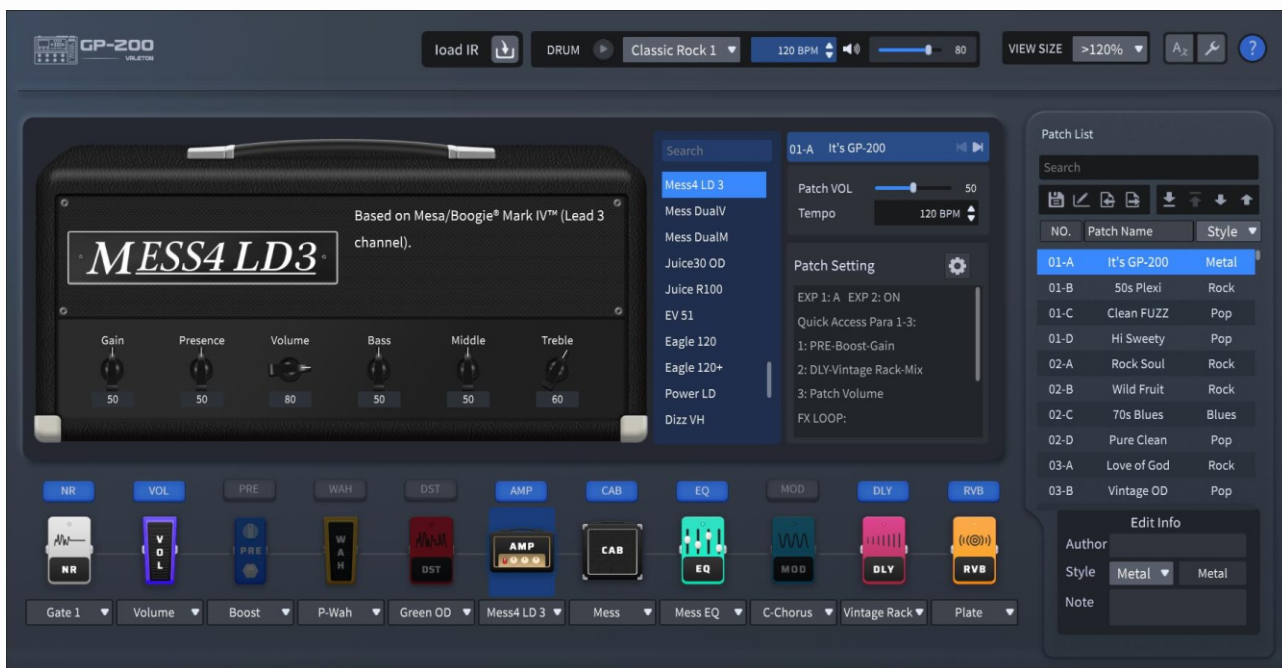 GP-200
VALETON
load IR
DRUM
Classic Rock 1
120 BPM
80
VIEW SIZE
>120%
AZ
?
MESS4 LD3
Based on Mesa/Boogie® Mark IV™ (Lead 3
channel).
Gain Presence Volume Bass Middle Treble
50 50 80 50 50 60
Search
Mess4 LD 3
Mess DualV
Mess DualM
Juice30 OD
Juice R100
EV 51
Eagle 120
Eagle 120+
Power LD
Dizz VH
01-A It's GP-200
Patch VOL 50
Tempo 120 BPM
Patch Setting
EXP 1: A EXP 2: ON
Quick Access Para 1-3:
1: PRE-Boost-Gain
2: DLY-Vintage Rack-Mix
3: Patch Volume
FX LOOP:
Patch List
Search
NO. Patch Name Style
01-A It's GP-200 Metal
01-B 50s Plexi Rock
01-C Clean FUZZ Pop
01-D Hi Sweety Pop
02-A Rock Soul Rock
02-B Wild Fruit Rock
02-C 70s Blues Blues
02-D Pure Clean Pop
03-A Love of God Rock
03-B Vintage OD Pop
Edit Info
Author
Style Metal Metal
Note
NR VOL PRE WAH DST AMP CAB EQ MOD DLY RVB
NR VOL PRE WAH DST AMP CAB EQ MOD DLY RVB
Gate 1 Volume Boost P-Wah Green OD Mess4 LD 3 Mess Mess EQ C-Chorus Vintage Rack Plate